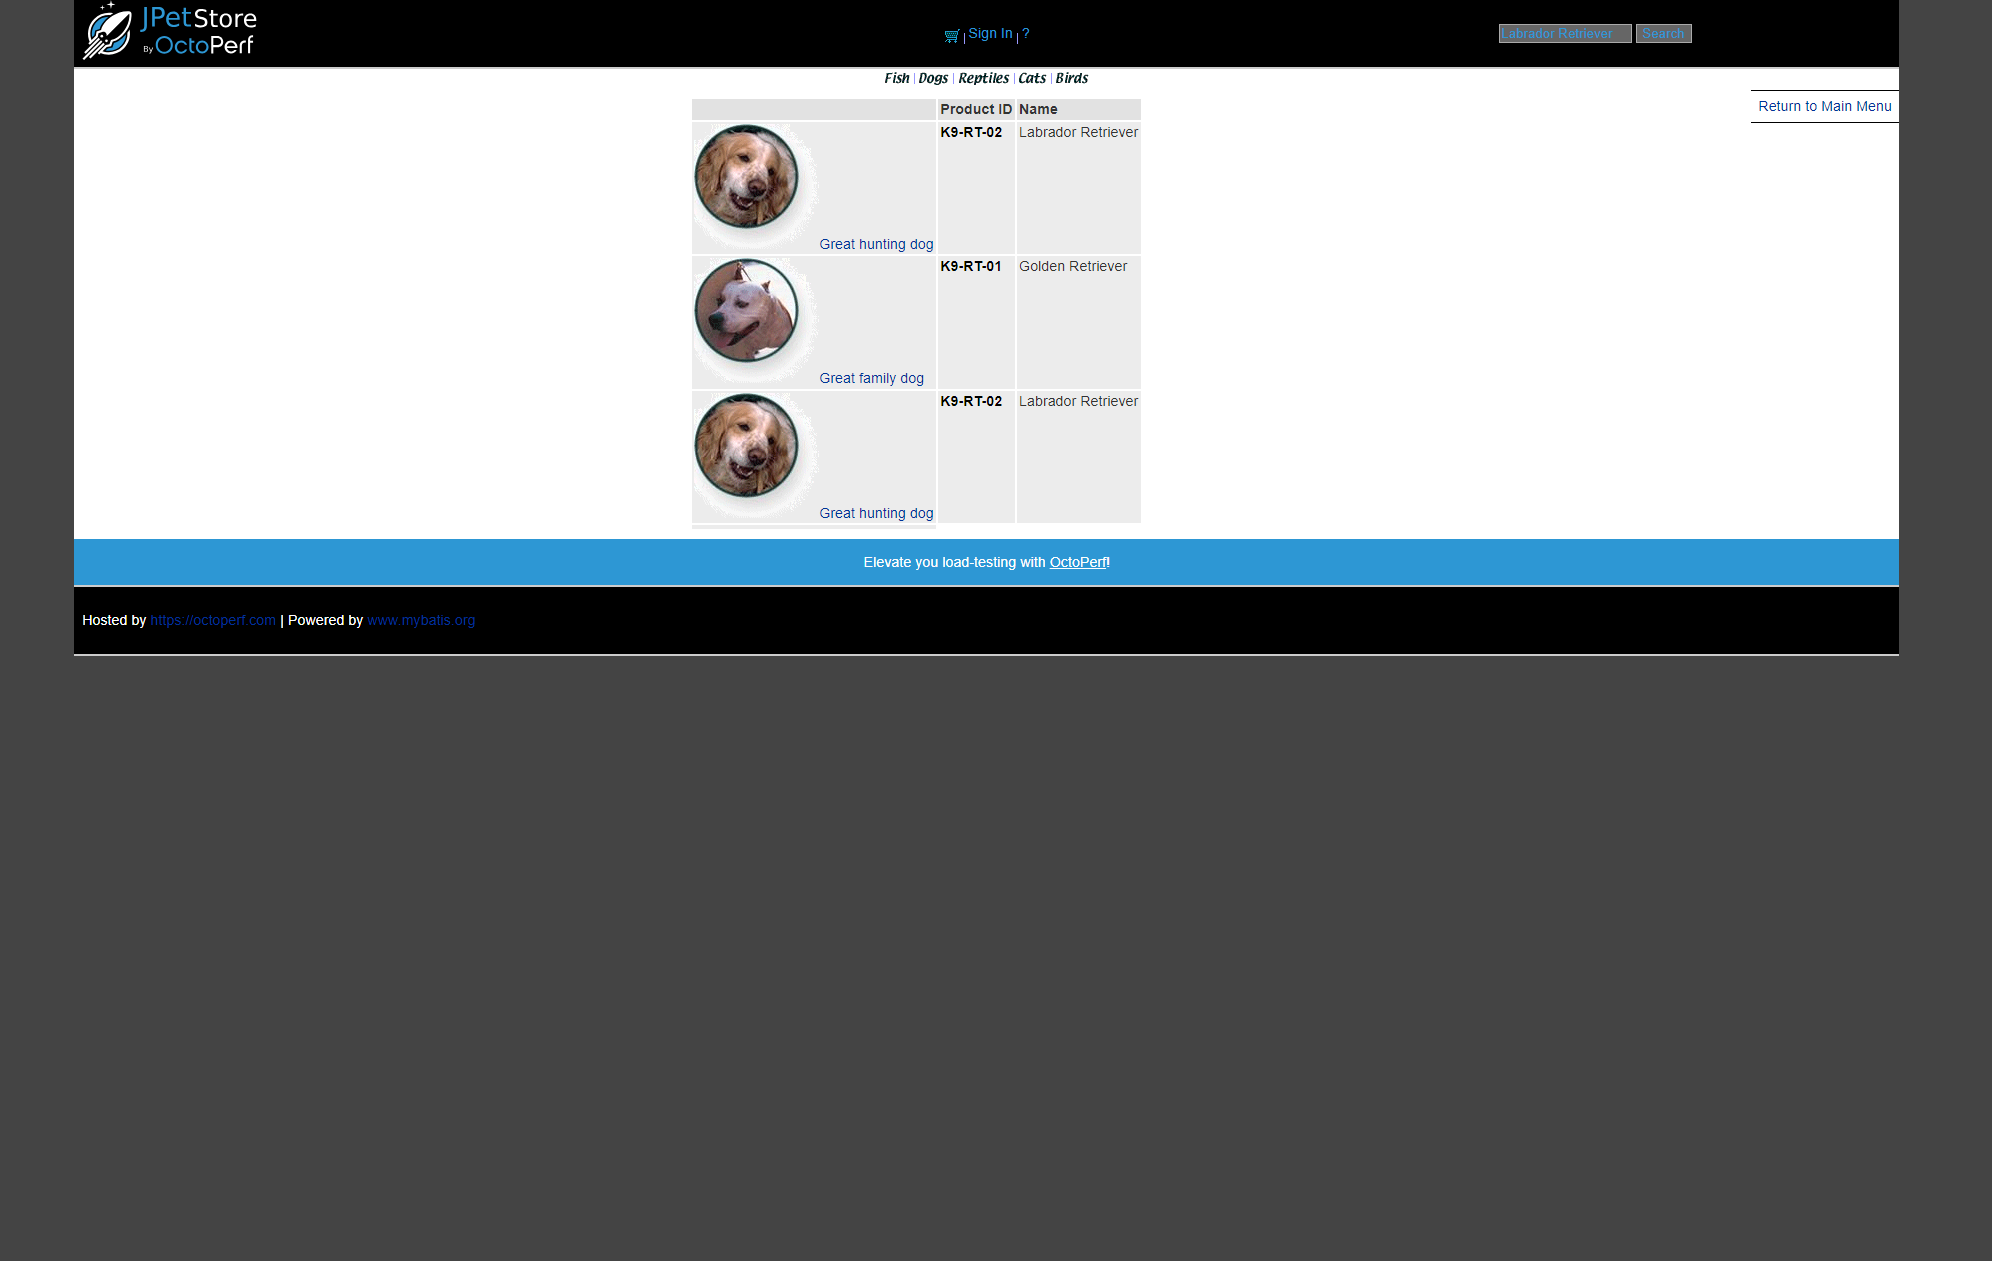 JPetStore
By OctoPerf
Sign In
?
Labrador Retriever
Search
Fish
Dogs
Reptiles
Cats
Birds
Return to Main Menu
Product ID
Name
Great hunting dog
K9-RT-02
Labrador Retriever
Great family dog
K9-RT-01
Golden Retriever
Great hunting dog
K9-RT-02
Labrador Retriever
Elevate you load-testing with OctoPerf!
Hosted by https://octoperf.com | Powered by www.mybatis.org